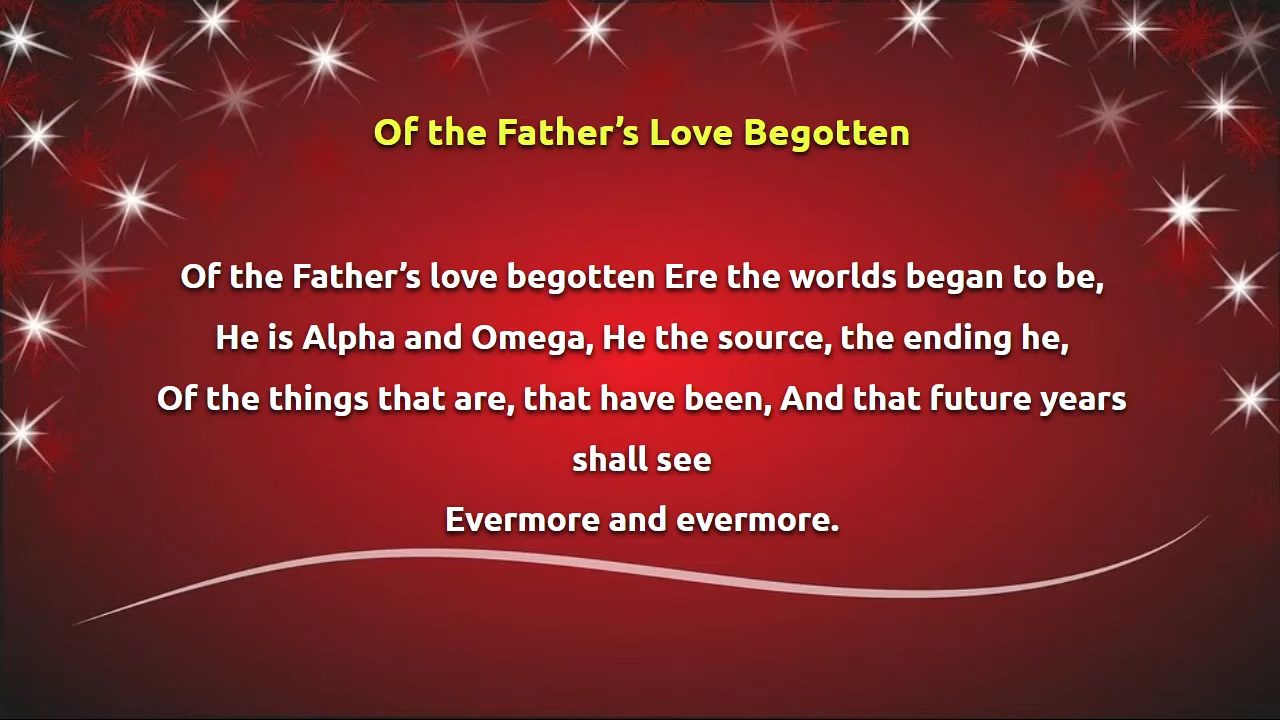 Of the Father’s Love Begotten
Of the Father’s love begotten Ere the worlds began to be,
He is Alpha and Omega, He the source, the ending he,
Of the things that are, that have been, And that future years
shall see
Evermore and evermore.